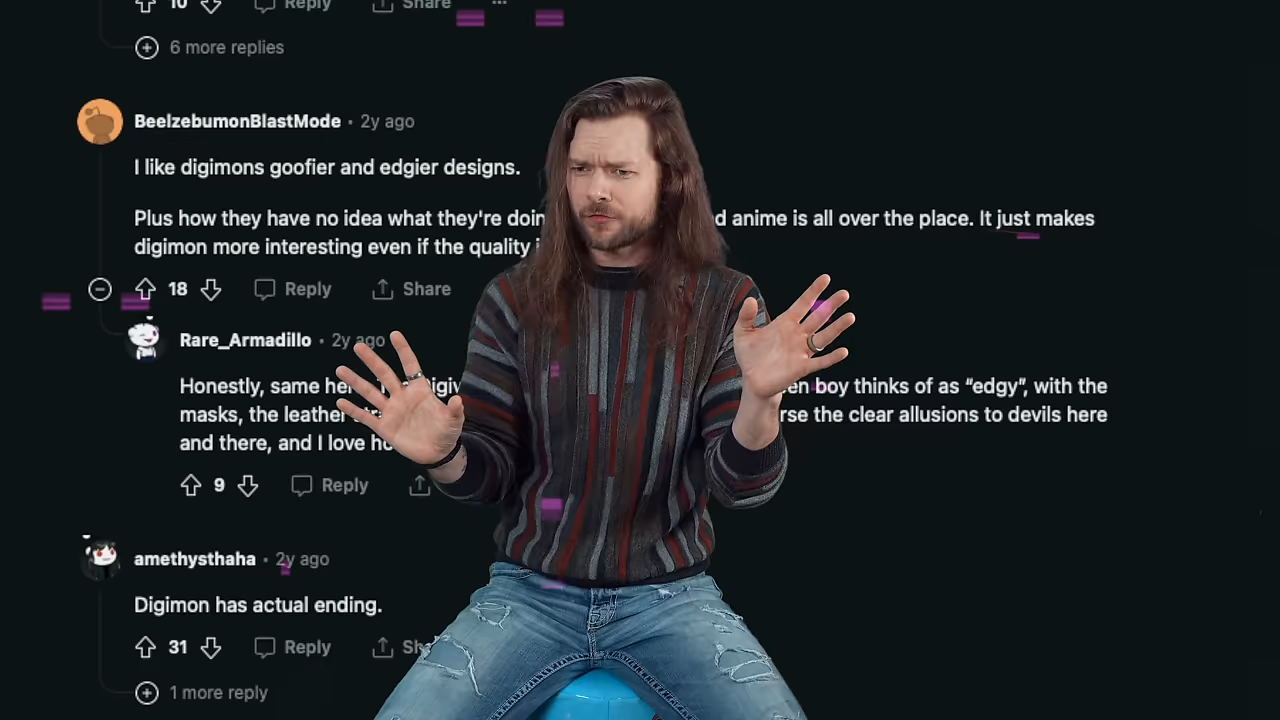 10 Reply Share ...
6 more replies
BeelzebumonBlastMode • 2y ago
I like digimons goofier and edgier designs.
Plus how they have no idea what they're anime is all over the place. It just makes
digimon more interesting even if the quality
18 Reply Share
Rare_Armadillo • 2y ago
Honestly, same boy thinks of as “edgy”, with the
masks, the leather the clear allusions to devils here
and there, and I love
9 Reply
amethysthaha • 2y ago
Digimon has actual ending.
31 Reply
1 more reply